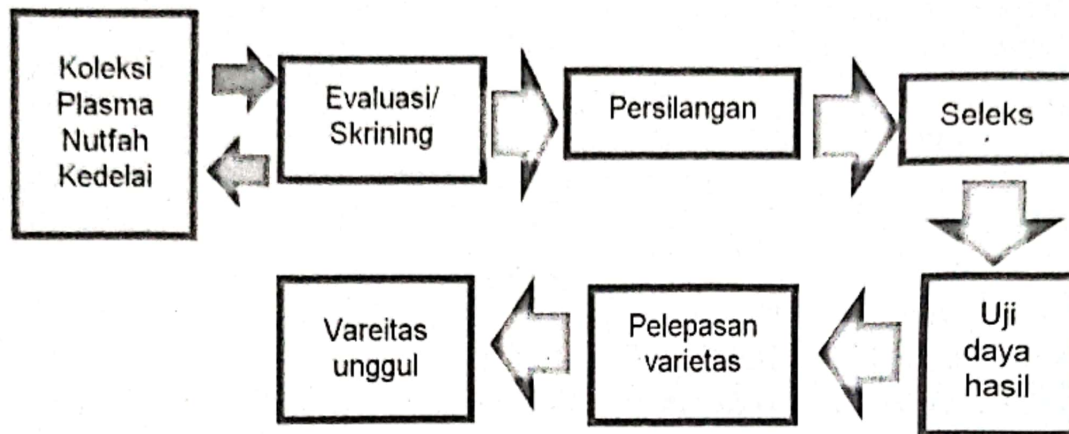 Koleksi
Plasma
Nutfah
Kedelai
Evaluasi/
Skrining
Persilangan
Seleks
Uji
daya
hasil
Pelepasan
varietas
Vareitas
unggul